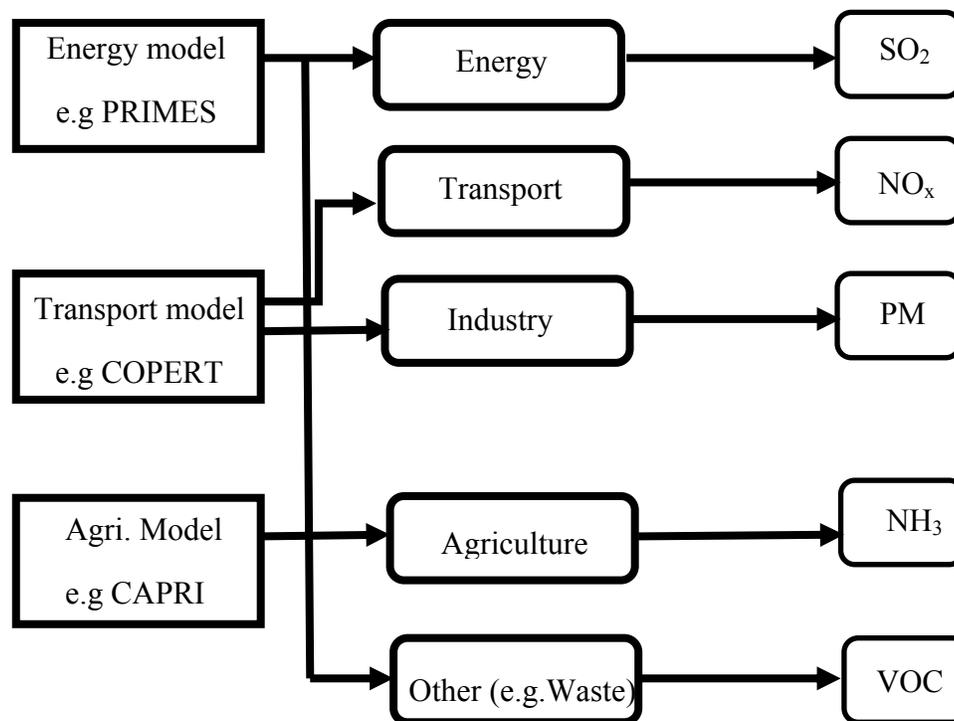 Energy model
e.g PRIMES
Energy
SO₂
Transport
NOₓ
Transport model
e.g COPERT
Industry
PM
Agri. Model
e.g CAPRI
Agriculture
NH₃
Other (e.g.Waste)
VOC